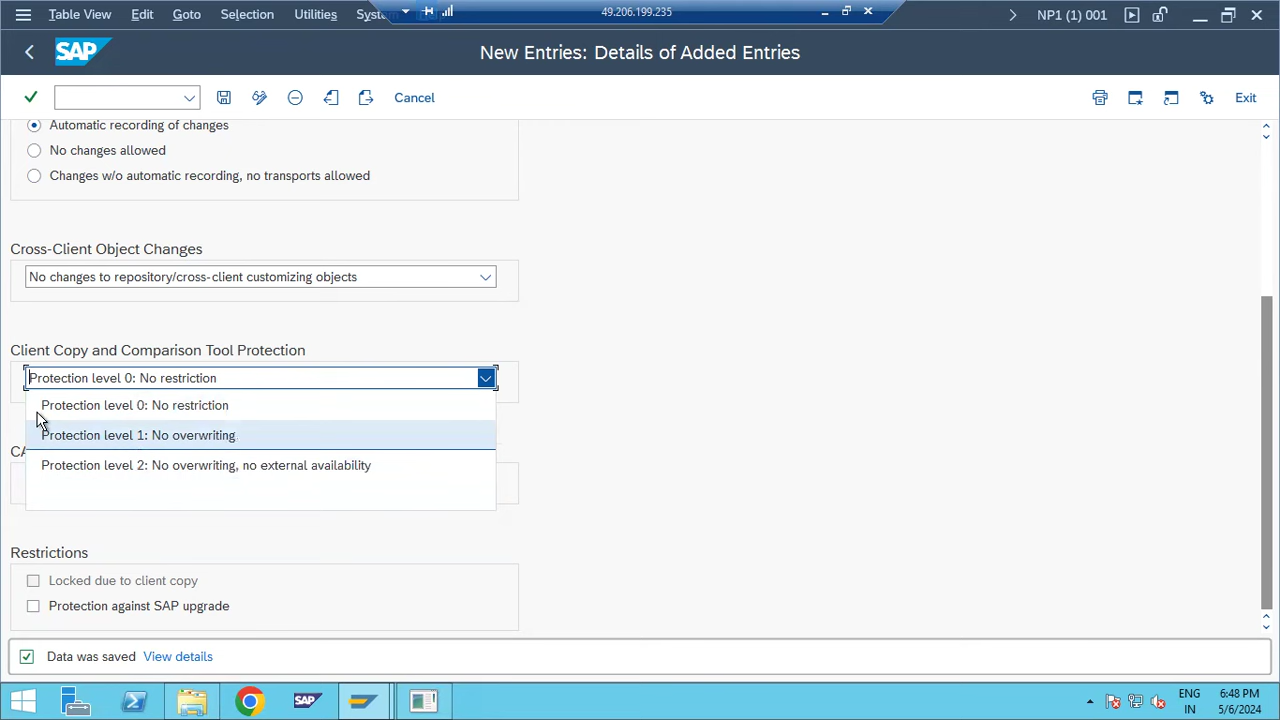 Table View Edit Goto Selection Utilities System 49.206.199.235 NP1 (1) 001
SAP New Entries: Details of Added Entries
Cancel Exit
Automatic recording of changes
No changes allowed
Changes w/o automatic recording, no transports allowed
Cross-Client Object Changes
No changes to repository/cross-client customizing objects
Client Copy and Comparison Tool Protection
Protection level 0: No restriction
Protection level 0: No restriction
Protection level 1: No overwriting
Protection level 2: No overwriting, no external availability
Restrictions
Locked due to client copy
Protection against SAP upgrade
Data was saved View details
SAP
ENG 6:48 PM
IN 5/6/2024